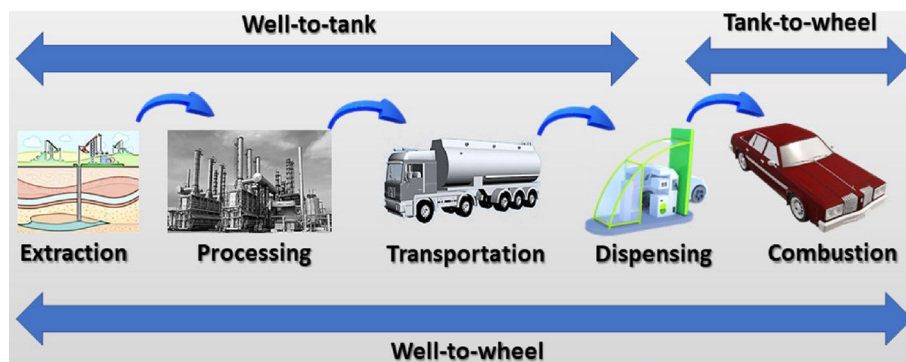 Well-to-tank
Tank-to-wheel
Extraction
Processing
Transportation
Dispensing
Combustion
Well-to-wheel